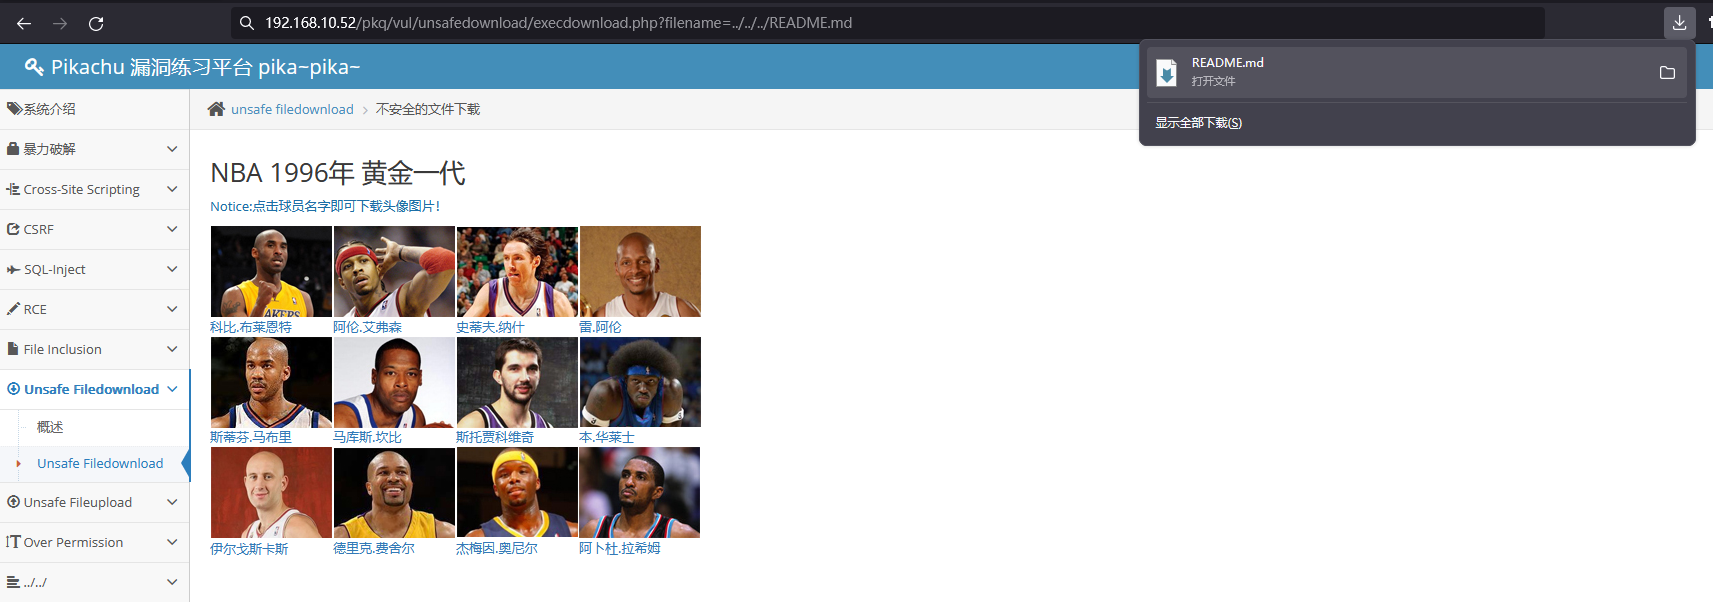 192.168.10.52/pkq/vul/unsafedownload/execdownload.php?filename=../../../README.md
Pikachu 漏洞练习平台 pika~pika~
README.md
打开文件
显示全部下载(S)
系统介绍
暴力破解
Cross-Site Scripting
CSRF
SQL-Inject
RCE
File Inclusion
Unsafe Filedownload
概述
Unsafe Filedownload
Unsafe Fileupload
Over Permission
../../
unsafe filedownload > 不安全的文件下载
NBA 1996年 黄金一代
Notice:点击球员名字即可下载头像图片!
LAKERS
科比.布莱恩特 阿伦.艾弗森 史蒂夫.纳什 雷.阿伦
斯蒂芬.马布里 马库斯.坎比 斯托贾科维奇 本.华莱士
伊尔戈斯卡斯 德里克.费舍尔 杰梅因.奥尼尔 阿卜杜.拉希姆